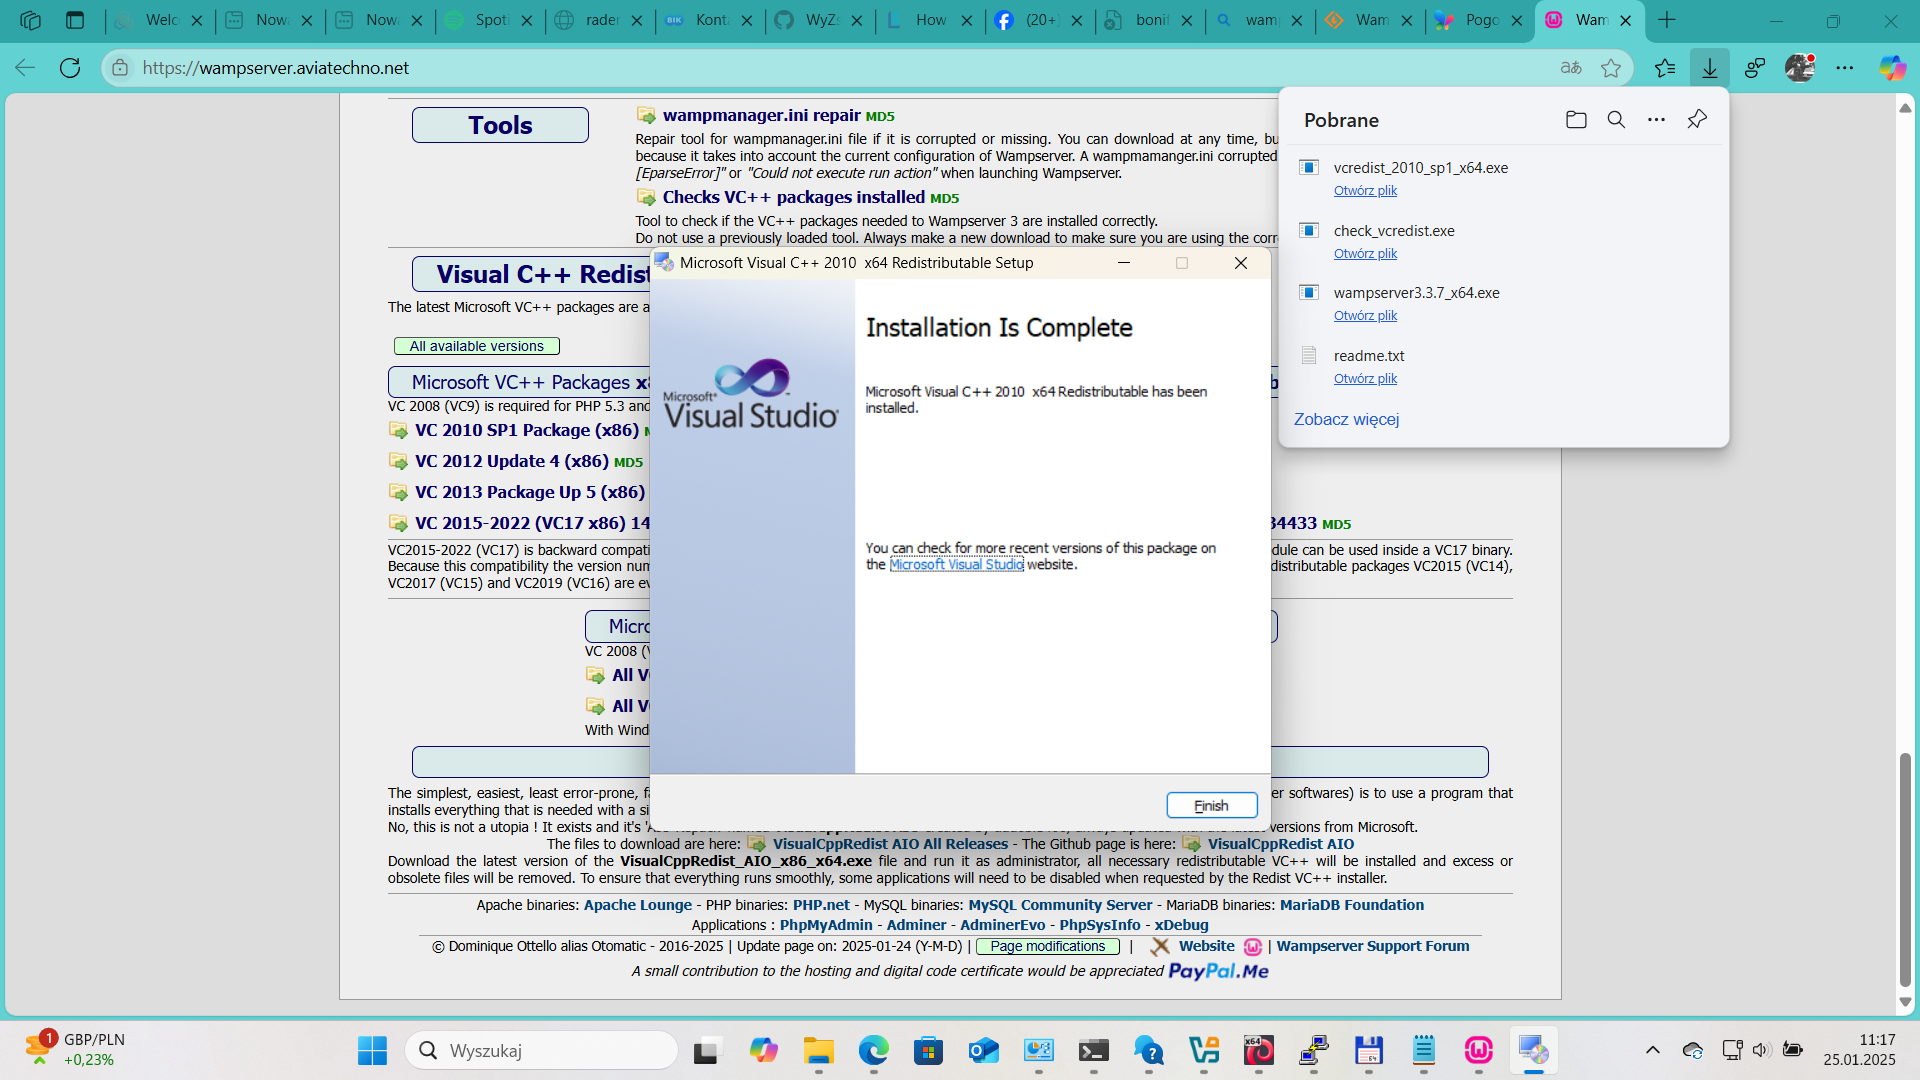 Welc
Nowa
Nowa
Spoti
rader
BIK
Konta
WyZs
How
(20+)
bonif
wamp
Wam
Pogo
Wam
https://wampserver.aviatechno.net
Tools
wampmanager.ini repair MD5
Repair tool for wampmanager.ini file if it is corrupted or missing. You can download at any time, bu
because it takes into account the current configuration of Wampserver. A wampmamanger.ini corrupted
[EparseError]" or "Could not execute run action" when launching Wampserver.
Checks VC++ packages installed MD5
Tool to check if the VC++ packages needed to Wampserver 3 are installed correctly.
Do not use a previously loaded tool. Always make a new download to make sure you are using the corr
Pobrane
vcredist_2010_sp1_x64.exe
Otwórz plik
check_vcredist.exe
Otwórz plik
wampserver3.3.7_x64.exe
Otwórz plik
readme.txt
Otwórz plik
Zobacz więcej
Visual C++ Redist
The latest Microsoft VC++ packages are a
All available versions
Microsoft VC++ Packages x8
VC 2008 (VC9) is required for PHP 5.3 and
VC 2010 SP1 Package (x86)
VC 2012 Update 4 (x86) MD5
VC 2013 Package Up 5 (x86)
VC 2015-2022 (VC17 x86) 14
34433 MD5
VC2015-2022 (VC17) is backward compati
dule can be used inside a VC17 binary.
Because this compatibility the version num
distributable packages VC2015 (VC14),
VC2017 (VC15) and VC2019 (VC16) are ev
Microsoft Visual C++ 2010 x64 Redistributable Setup
Installation Is Complete
Microsoft Visual C++ 2010 x64 Redistributable has been
installed.
Microsoft®
Visual Studio®
You can check for more recent versions of this package on
the Microsoft Visual Studio website.
Finish
Micro
VC 2008 (V
All V
All V
With Wind
The simplest, easiest, least error-prone, fa
er softwares) is to use a program that
installs everything that is needed with a si
No, this is not a utopia ! It exists and it's
versions from Microsoft.
The files to download are here: VisualCppRedist AIO All Releases - The Github page is here: VisualCppRedist AIO
Download the latest version of the VisualCppRedist_AIO_x86_x64.exe file and run it as administrator, all necessary redistributable VC++ will be installed and excess or
obsolete files will be removed. To ensure that everything runs smoothly, some applications will need to be disabled when requested by the Redist VC++ installer.
Apache binaries: Apache Lounge - PHP binaries: PHP.net - MySQL binaries: MySQL Community Server - MariaDB binaries: MariaDB Foundation
Applications : PhpMyAdmin - Adminer - AdminerEvo - PhpSysInfo - xDebug
© Dominique Ottello alias Otomatic - 2016-2025 | Update page on: 2025-01-24 (Y-M-D) | Page modifications | Website | Wampserver Support Forum
A small contribution to the hosting and digital code certificate would be appreciated PayPal.Me
1
GBP/PLN
+0,23%
Wyszukaj
x64
64
11:17
25.01.2025